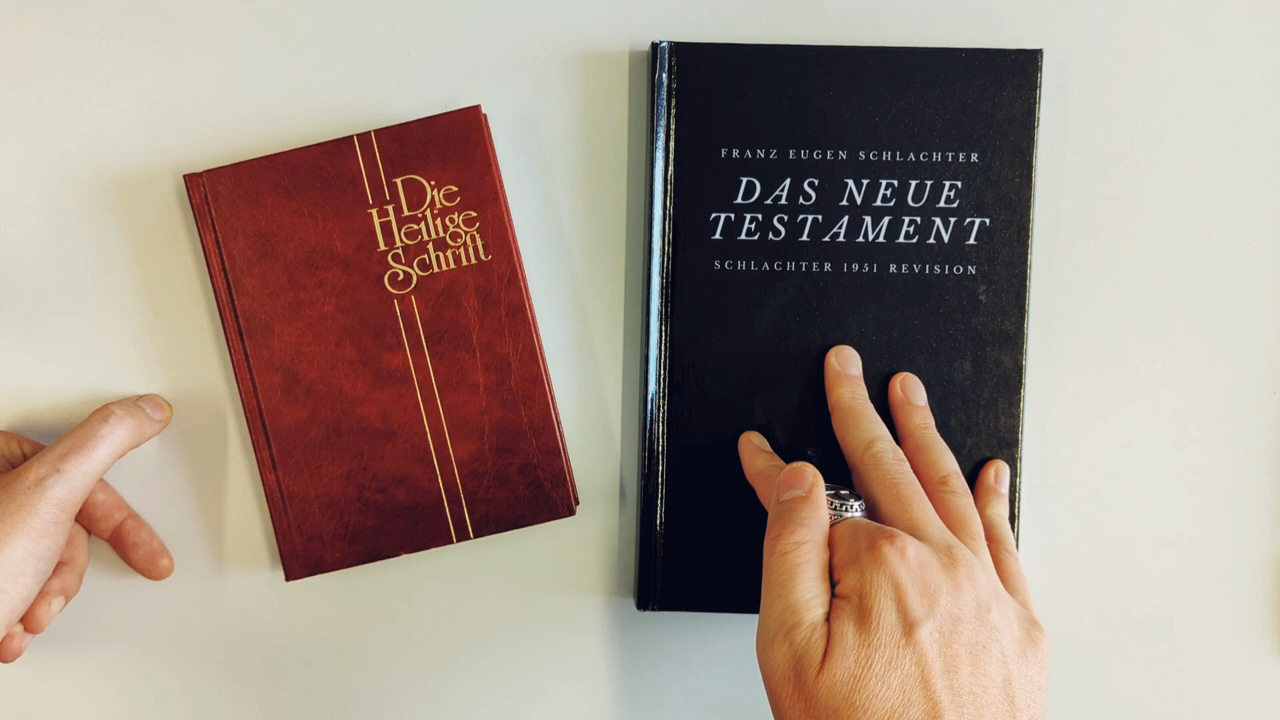 Die
Heilige
Schrift
FRANZ EUGEN SCHLACHTER
DAS NEUE
TESTAMENT
SCHLACHTER 1951 REVISION